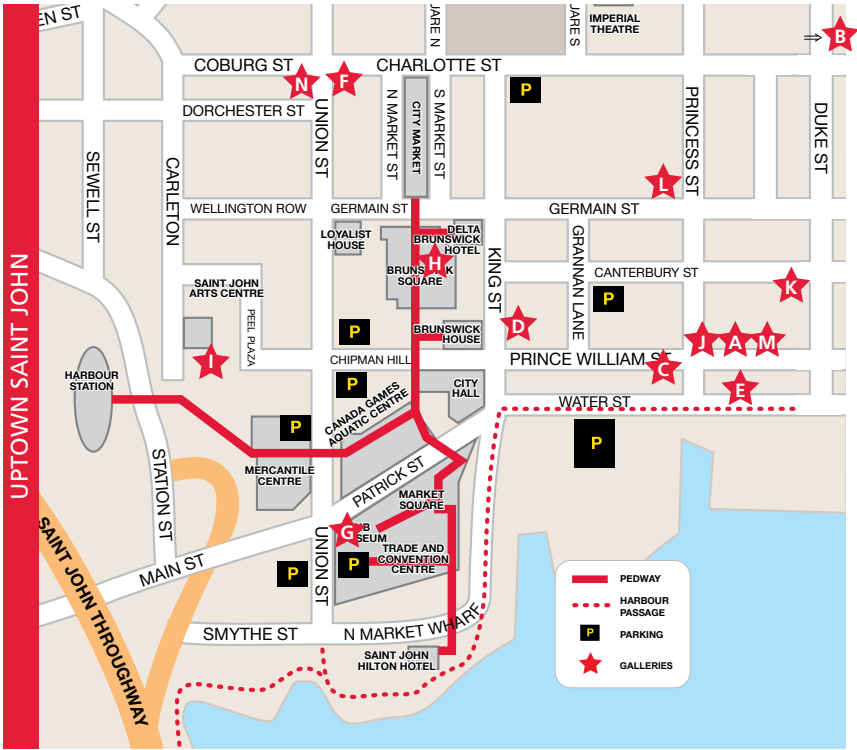 UPTOWN SAINT JOHN
EN ST
UARE N
UARE S
IMPERIAL
THEATRE
B
COBURG ST
CHARLOTTE ST
N
F
P
DORCHESTER ST
UNION ST
N MARKET ST
CITY MARKET
S MARKET ST
PRINCESS ST
DUKE ST
SEWELL ST
CARLETON
L
WELLINGTON ROW
GERMAIN ST
GERMAIN ST
LOYALIST
HOUSE
DELTA
BRUNSWICK
HOTEL
H
BRUNS K
SQUARE
KING ST
GRANNAN LANE
CANTERBURY ST
SAINT JOHN
ARTS CENTRE
PEEL PLAZA
K
P
D
P
BRUNSWICK
HOUSE
J
A
M
I
CHIPMAN HILL
PRINCE WILLIAM ST
C
HARBOUR
STATION
P
CANADA GAMES
AQUATIC CENTRE
CITY
HALL
E
WATER ST
P
P
MERCANTILE
CENTRE
STATION ST
PATRICK ST
MARKET
SQUARE
G
B
SEUM
UNION ST
TRADE AND
CONVENTION
CENTRE
P
P
MAIN ST
SAINT JOHN THROUGHWAY
SMYTHE ST
N MARKET WHARF
SAINT JOHN
HILTON HOTEL
PEDWAY
HARBOUR
PASSAGE
P
PARKING
GALLERIES